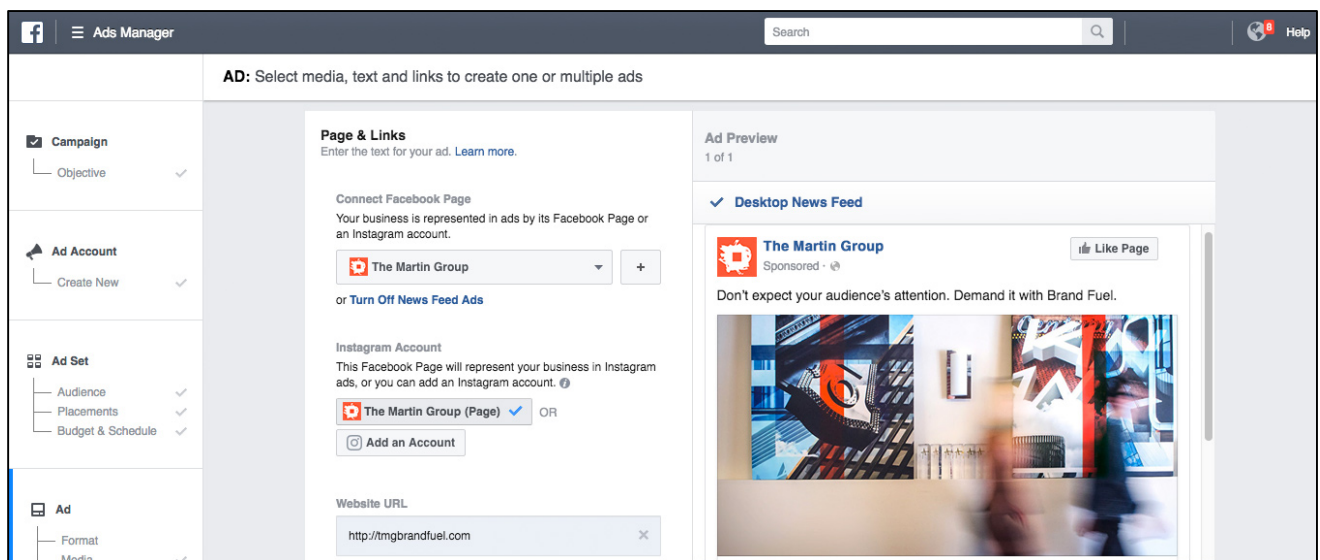 Ads Manager
Search
8
Help
AD: Select media, text and links to create one or multiple ads
Campaign
Objective
Ad Account
Create New
Ad Set
Audience
Placements
Budget & Schedule
Ad
Format
Media
Page & Links
Enter the text for your ad. Learn more.
Connect Facebook Page
Your business is represented in ads by its Facebook Page or
an Instagram account.
The Martin Group
+
or Turn Off News Feed Ads
Instagram Account
This Facebook Page will represent your business in Instagram
ads, or you can add an Instagram account.
The Martin Group (Page)
OR
Add an Account
Website URL
http://tmgbrandfuel.com
Ad Preview
1 of 1
Desktop News Feed
The Martin Group
Like Page
Sponsored ·
Don't expect your audience's attention. Demand it with Brand Fuel.